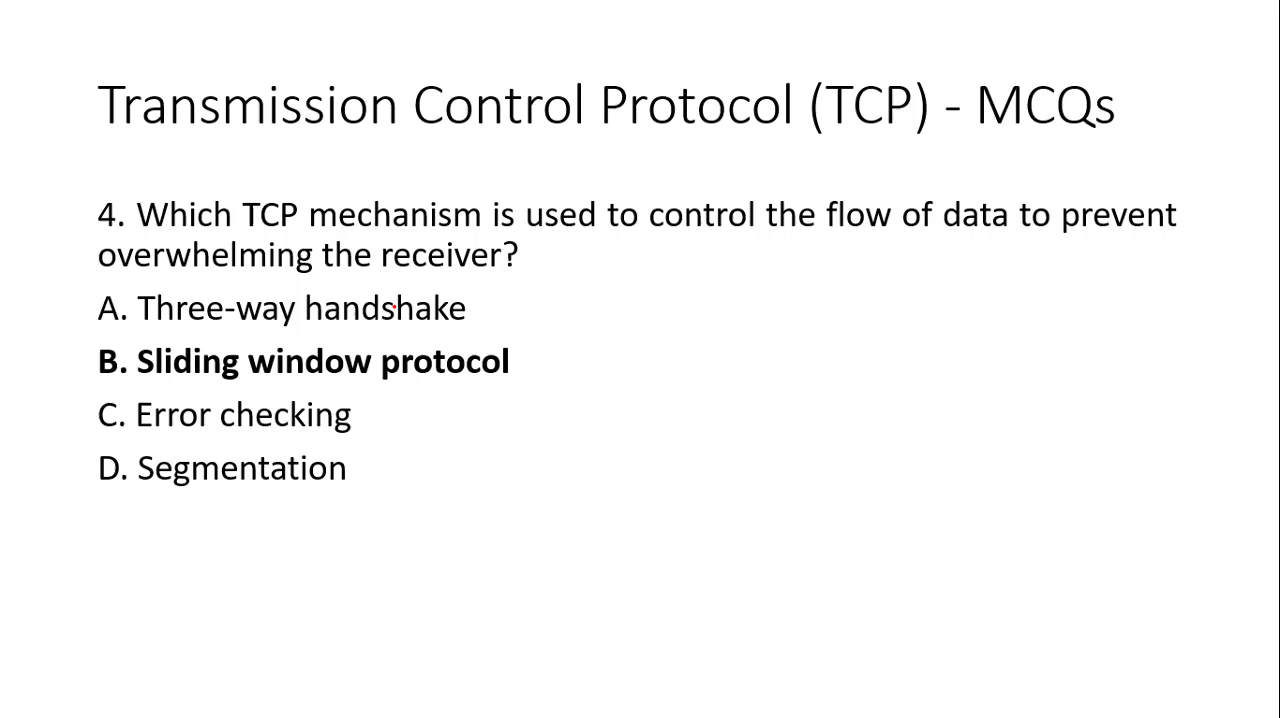 Transmission Control Protocol (TCP) - MCQs
4. Which TCP mechanism is used to control the flow of data to prevent
overwhelming the receiver?
A. Three-way handshake
B. Sliding window protocol
C. Error checking
D. Segmentation